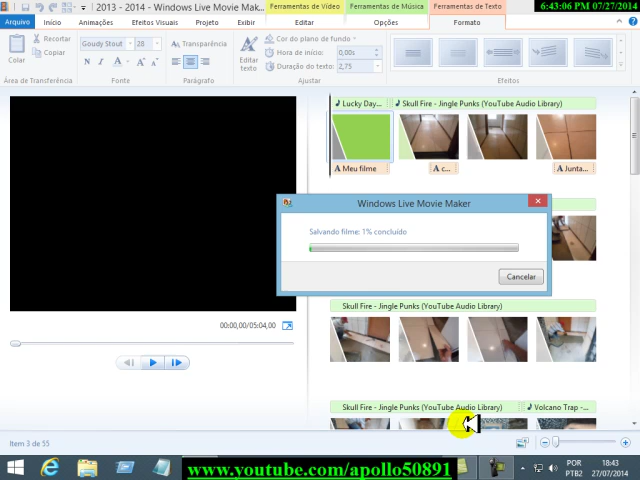 2013 - 2014 - Windows Live Movie Mak...
Ferramentas de Vídeo
Ferramentas de Música
Ferramentas de Texto
6:43:06 PM 07/27/2014
Arquivo
Início
Animações
Efeitos Visuais
Projeto
Exibir
Editar
Opções
Formato
Colar
Recortar
Copiar
Área de Transferência
Goudy Stout
28
N
I
A
A
A
Fonte
Transparência
Parágrafo
Editar
texto
Cor do plano de fundo
Hora de início:
0,00s
Duração do texto:
2,75
Ajustar
Efeitos
Lucky Day...
Skull Fire - Jingle Punks (YouTube Audio Library)
A Meu filme
A c...
A Junta...
Windows Live Movie Maker
Salvando filme: 1% concluído
Cancelar
Skull Fire - Jingle Punks (YouTube Audio Library)
00:00,00/05:04,00
Skull Fire - Jingle Punks (YouTube Audio Library)
Volcano Trap -...
Item 3 de 55
www.youtube.com/apollo50891
POR
PTB2
18:43
27/07/2014